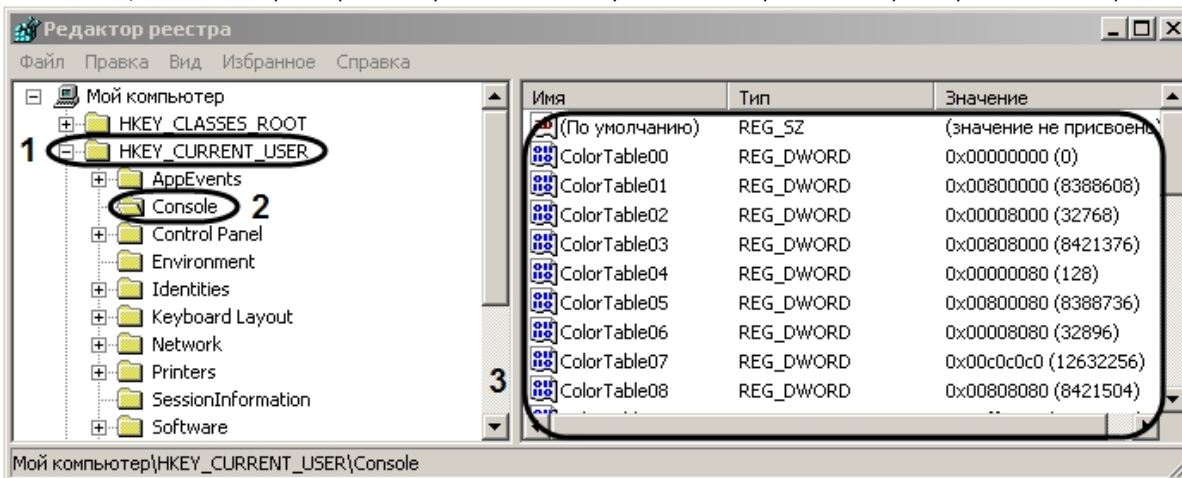 Редактор реестра
Файл Правка Вид Избранное Справка
Мой компьютер
HKEY_CLASSES_ROOT
1 HKEY_CURRENT_USER
AppEvents
Console 2
Control Panel
Environment
Identities
Keyboard Layout
Network
Printers
SessionInformation
Software
3
Имя Тип Значение
(По умолчанию) REG_SZ (значение не присвоено)
ColorTable00 REG_DWORD 0x00000000 (0)
ColorTable01 REG_DWORD 0x00800000 (8388608)
ColorTable02 REG_DWORD 0x00008000 (32768)
ColorTable03 REG_DWORD 0x00808000 (8421376)
ColorTable04 REG_DWORD 0x00000080 (128)
ColorTable05 REG_DWORD 0x00800080 (8388736)
ColorTable06 REG_DWORD 0x00008080 (32896)
ColorTable07 REG_DWORD 0x00c0c0c0 (12632256)
ColorTable08 REG_DWORD 0x00808080 (8421504)
Мой компьютер\HKEY_CURRENT_USER\Console